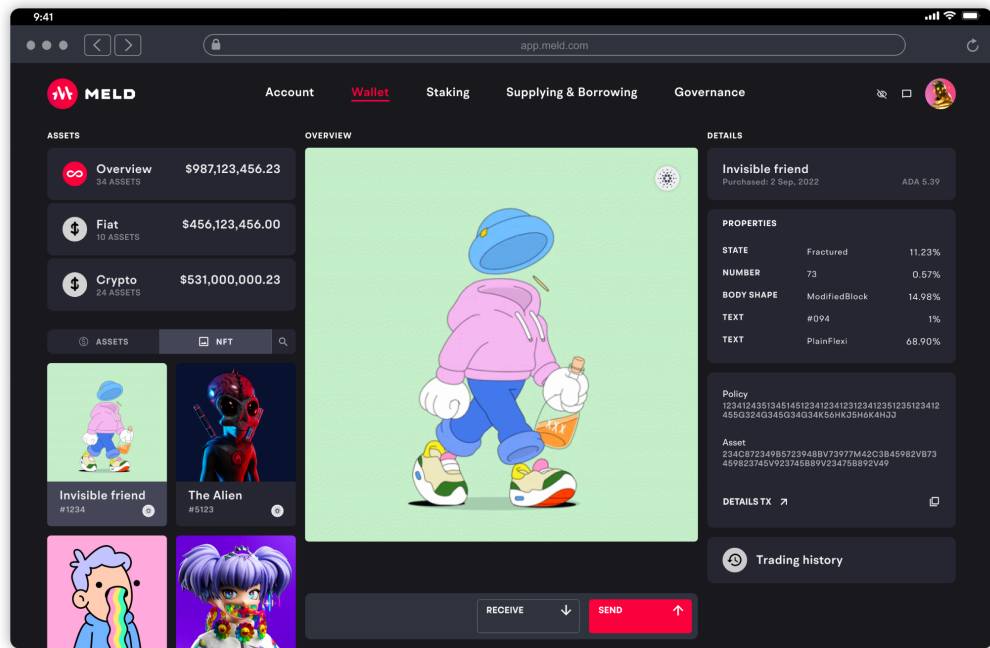 9:41
app.meld.com
MELD
Account Wallet Staking Supplying & Borrowing Governance
ASSETS
Overview $987,123,456.23
34 ASSETS
Fiat $456,123,456.00
10 ASSETS
Crypto $531,000,000.23
24 ASSETS
ASSETS NFT
Invisible friend
#1234
The Alien
#5123
OVERVIEW
XXX
RECEIVE
SEND
DETAILS
Invisible friend
Purchased: 2 Sep, 2022 ADA 5.39
PROPERTIES
STATE Fractured 11.23%
NUMBER 73 0.57%
BODY SHAPE ModifiedBlock 14.98%
TEXT #094 1%
TEXT PlainFlexi 68.90%
Policy
12341243513451451234123412312341235123512341​2
455G324G345G34G34K56HKJ5H6K4HJJ
Asset
234C872349B5723948BV73977M42C3B45982VB73
459823745V923745B89V23475B892V49
DETAILS TX
Trading history